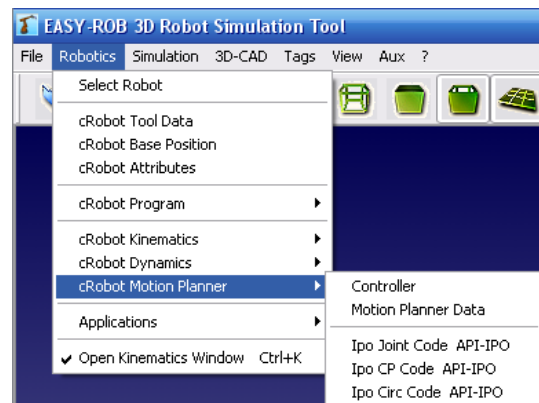 EASY-ROB 3D Robot Simulation Tool
File Robotics Simulation 3D-CAD Tags View Aux ?
Select Robot
cRobot Tool Data
cRobot Base Position
cRobot Attributes
cRobot Program
cRobot Kinematics
cRobot Dynamics
cRobot Motion Planner
Controller
Motion Planner Data
Applications
Ipo Joint Code API-IPO
Open Kinematics Window Ctrl+K
Ipo CP Code API-IPO
Ipo Circ Code API-IPO